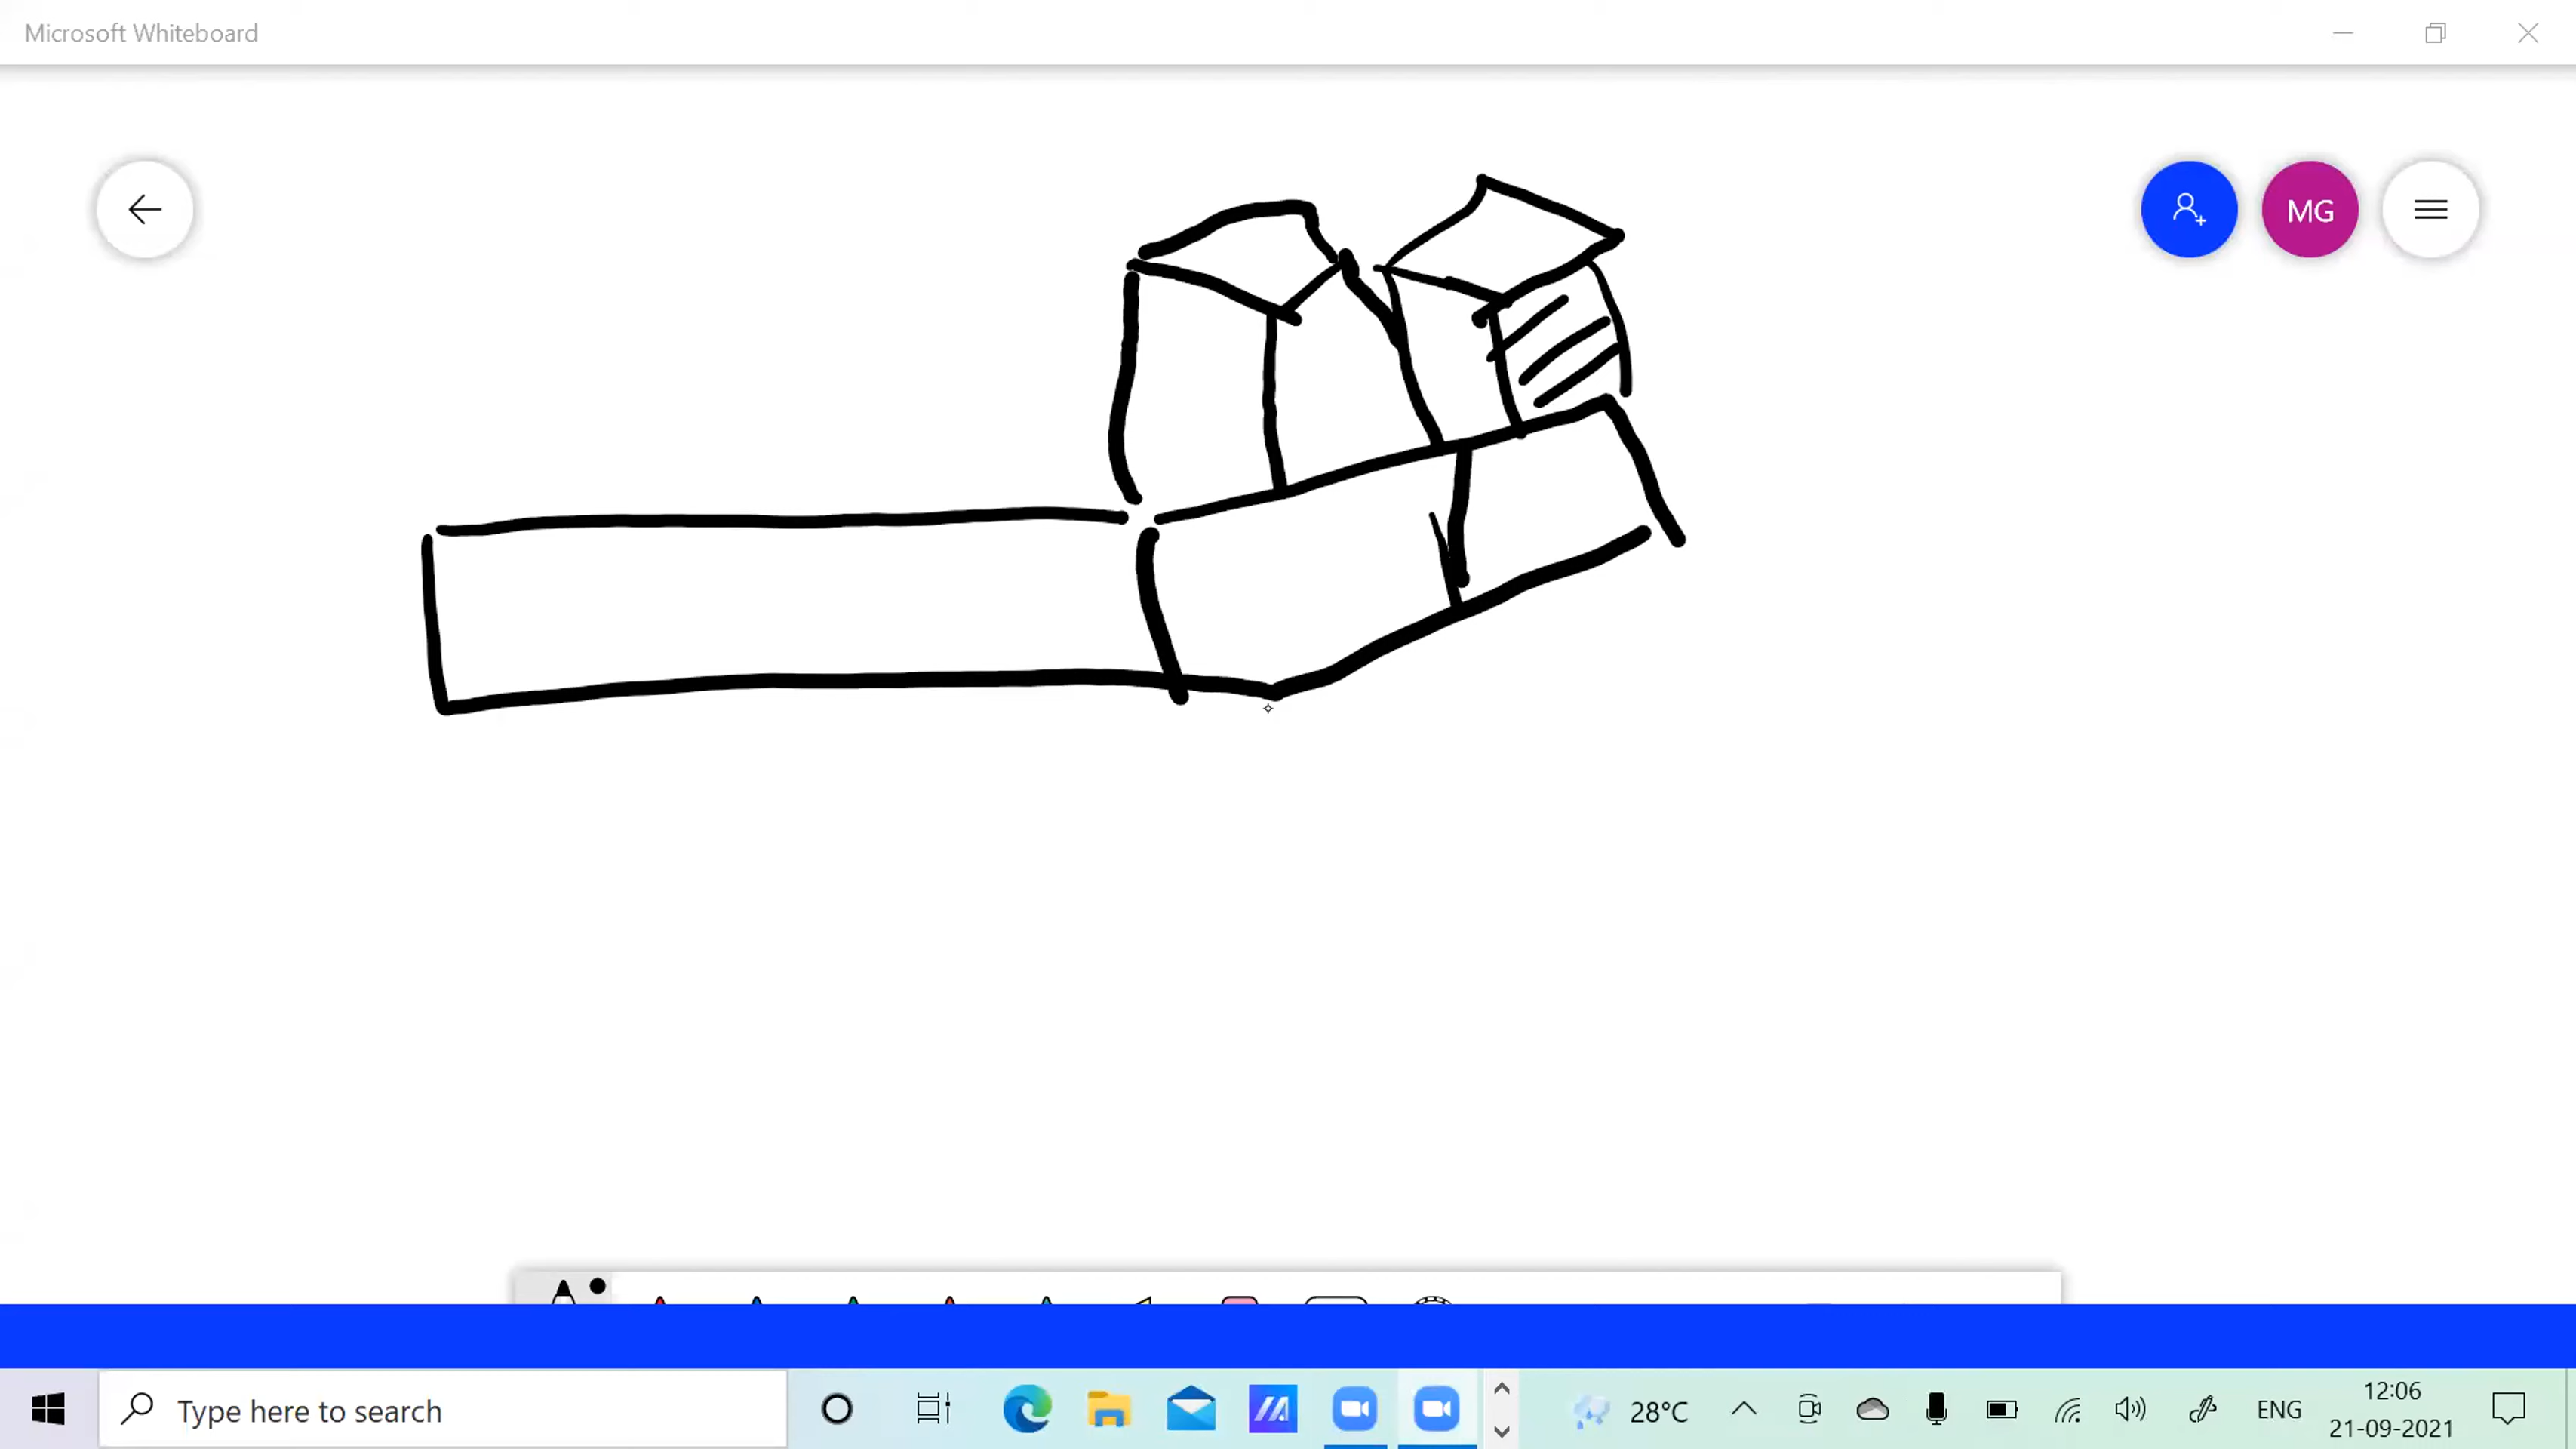 Microsoft Whiteboard
MG
Type here to search
28°C
ENG
12:06
21-09-2021